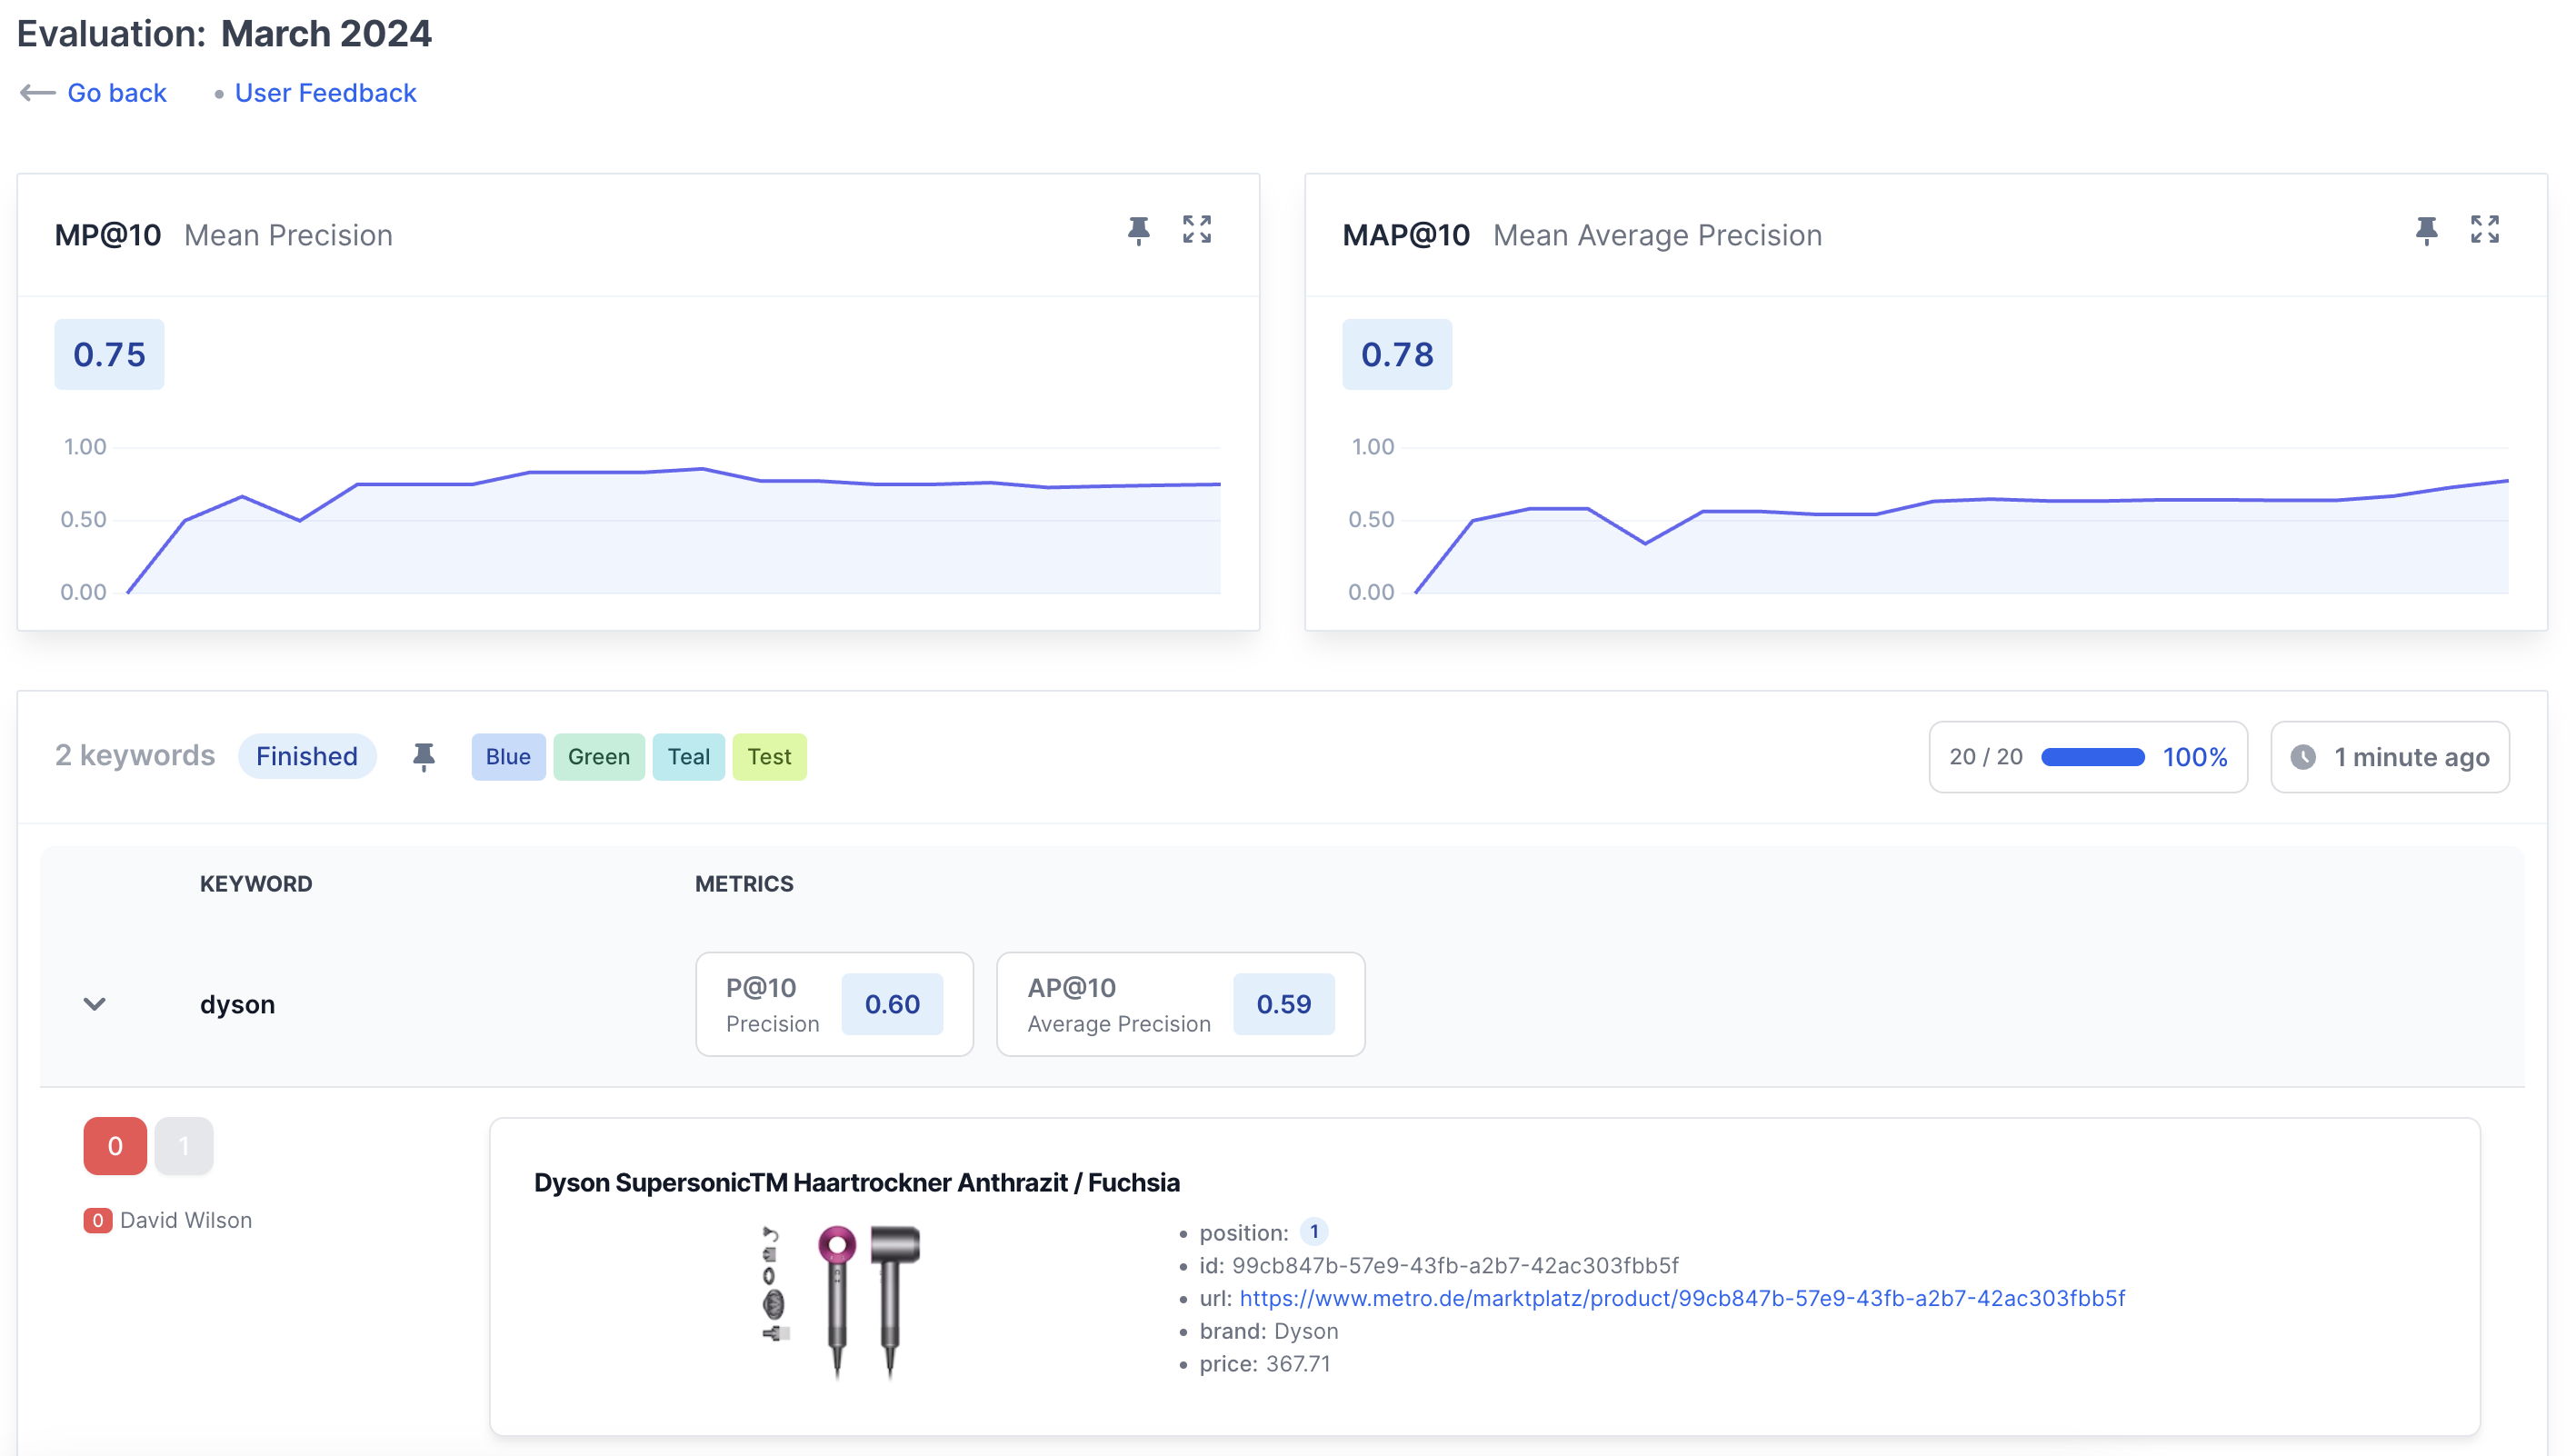 Evaluation: March 2024
Go back • User Feedback
MP@10 Mean Precision
0.75
1.00
0.50
0.00
MAP@10 Mean Average Precision
0.78
1.00
0.50
0.00
2 keywords Finished Blue Green Teal Test 20 / 20 100% 1 minute ago
KEYWORD METRICS
dyson
P@10
Precision
0.60
AP@10
Average Precision
0.59
0 1
0 David Wilson
Dyson SupersonicTM Haartrockner Anthrazit / Fuchsia
• position: 1
• id: 99cb847b-57e9-43fb-a2b7-42ac303fbb5f
• url: https://www.metro.de/marktplatz/product/99cb847b-57e9-43fb-a2b7-42ac303fbb5f
• brand: Dyson
• price: 367.71